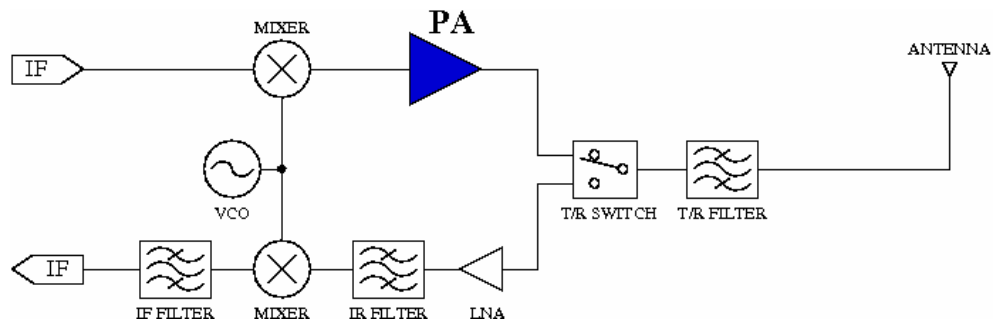 PA
MIXER
ANTENNA
IF
VCO
T/R SWITCH
T/R FILTER
IF
IF FILTER
MIXER
IR FILTER
LNA